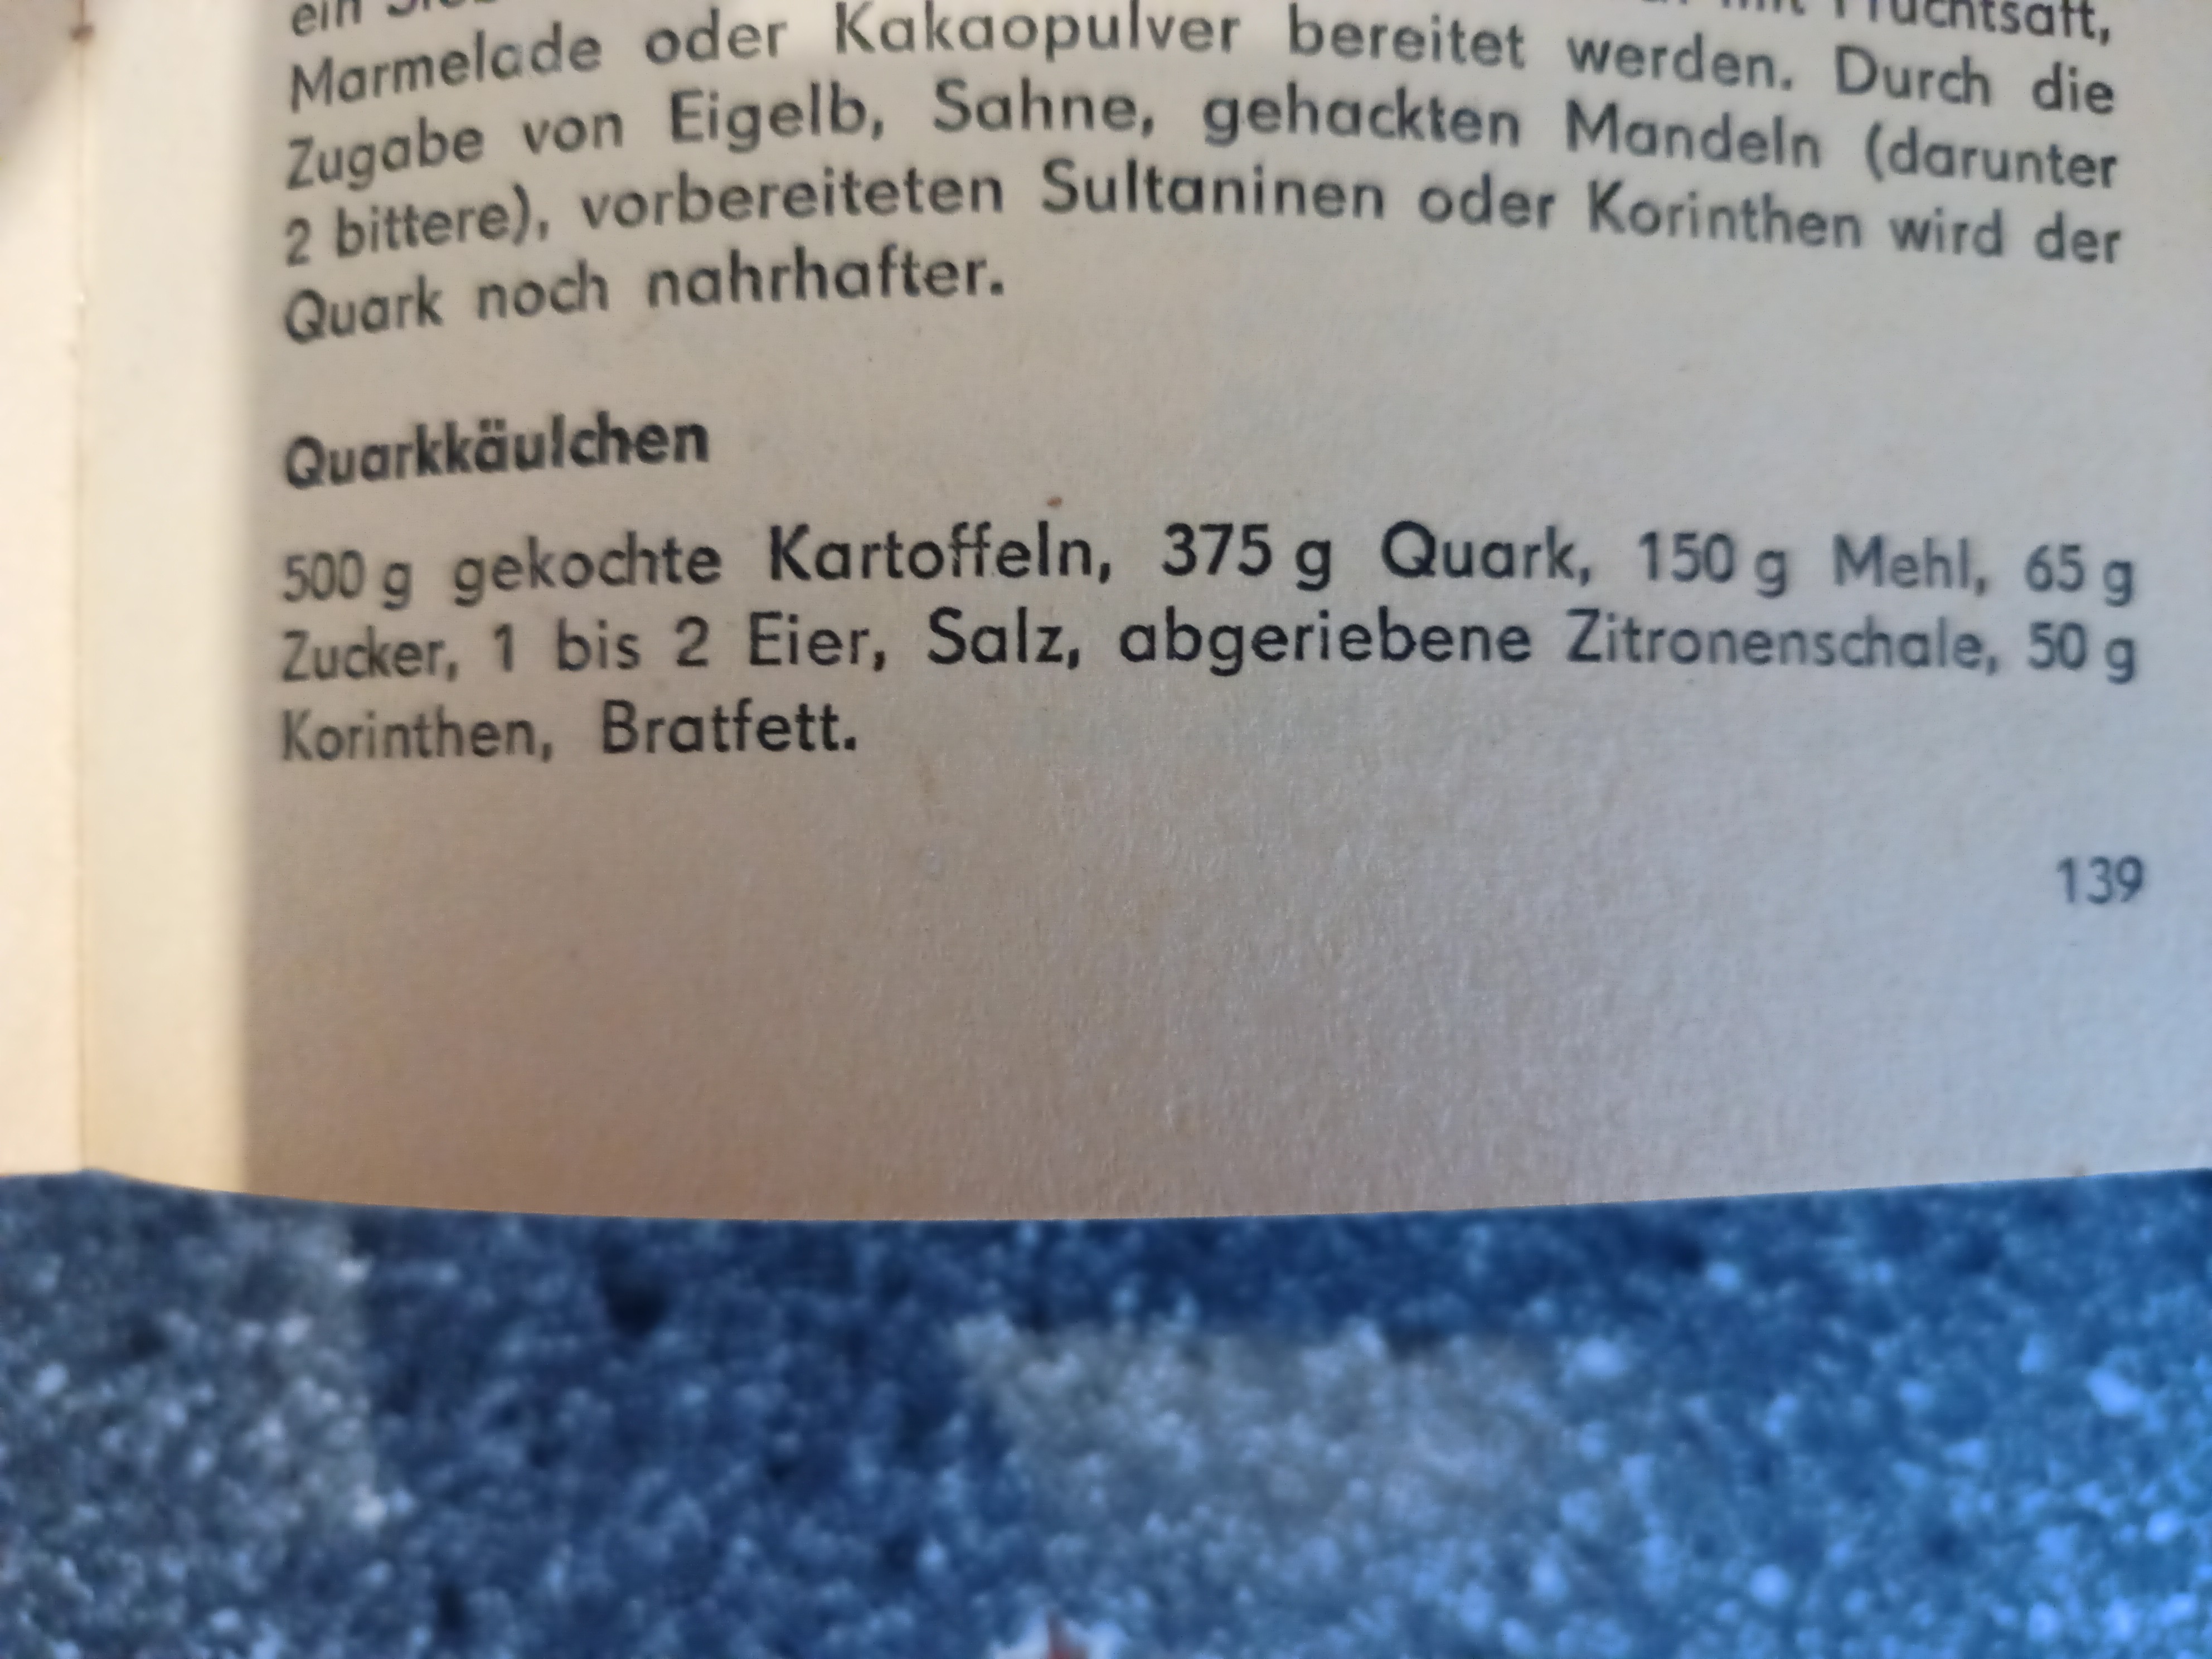 ein
Fruchtsaft,
Marmelade oder Kakaopulver bereitet werden. Durch die
Zugabe von Eigelb, Sahne, gehackten Mandeln (darunter
2 bittere), vorbereiteten Sultaninen oder Korinthen wird der
Quark noch nahrhafter.
Quarkkäulchen
500 g gekochte Kartoffeln, 375 g Quark, 150 g Mehl, 65 g
Zucker, 1 bis 2 Eier, Salz, abgeriebene Zitronenschale, 50 g
Korinthen, Bratfett.
139